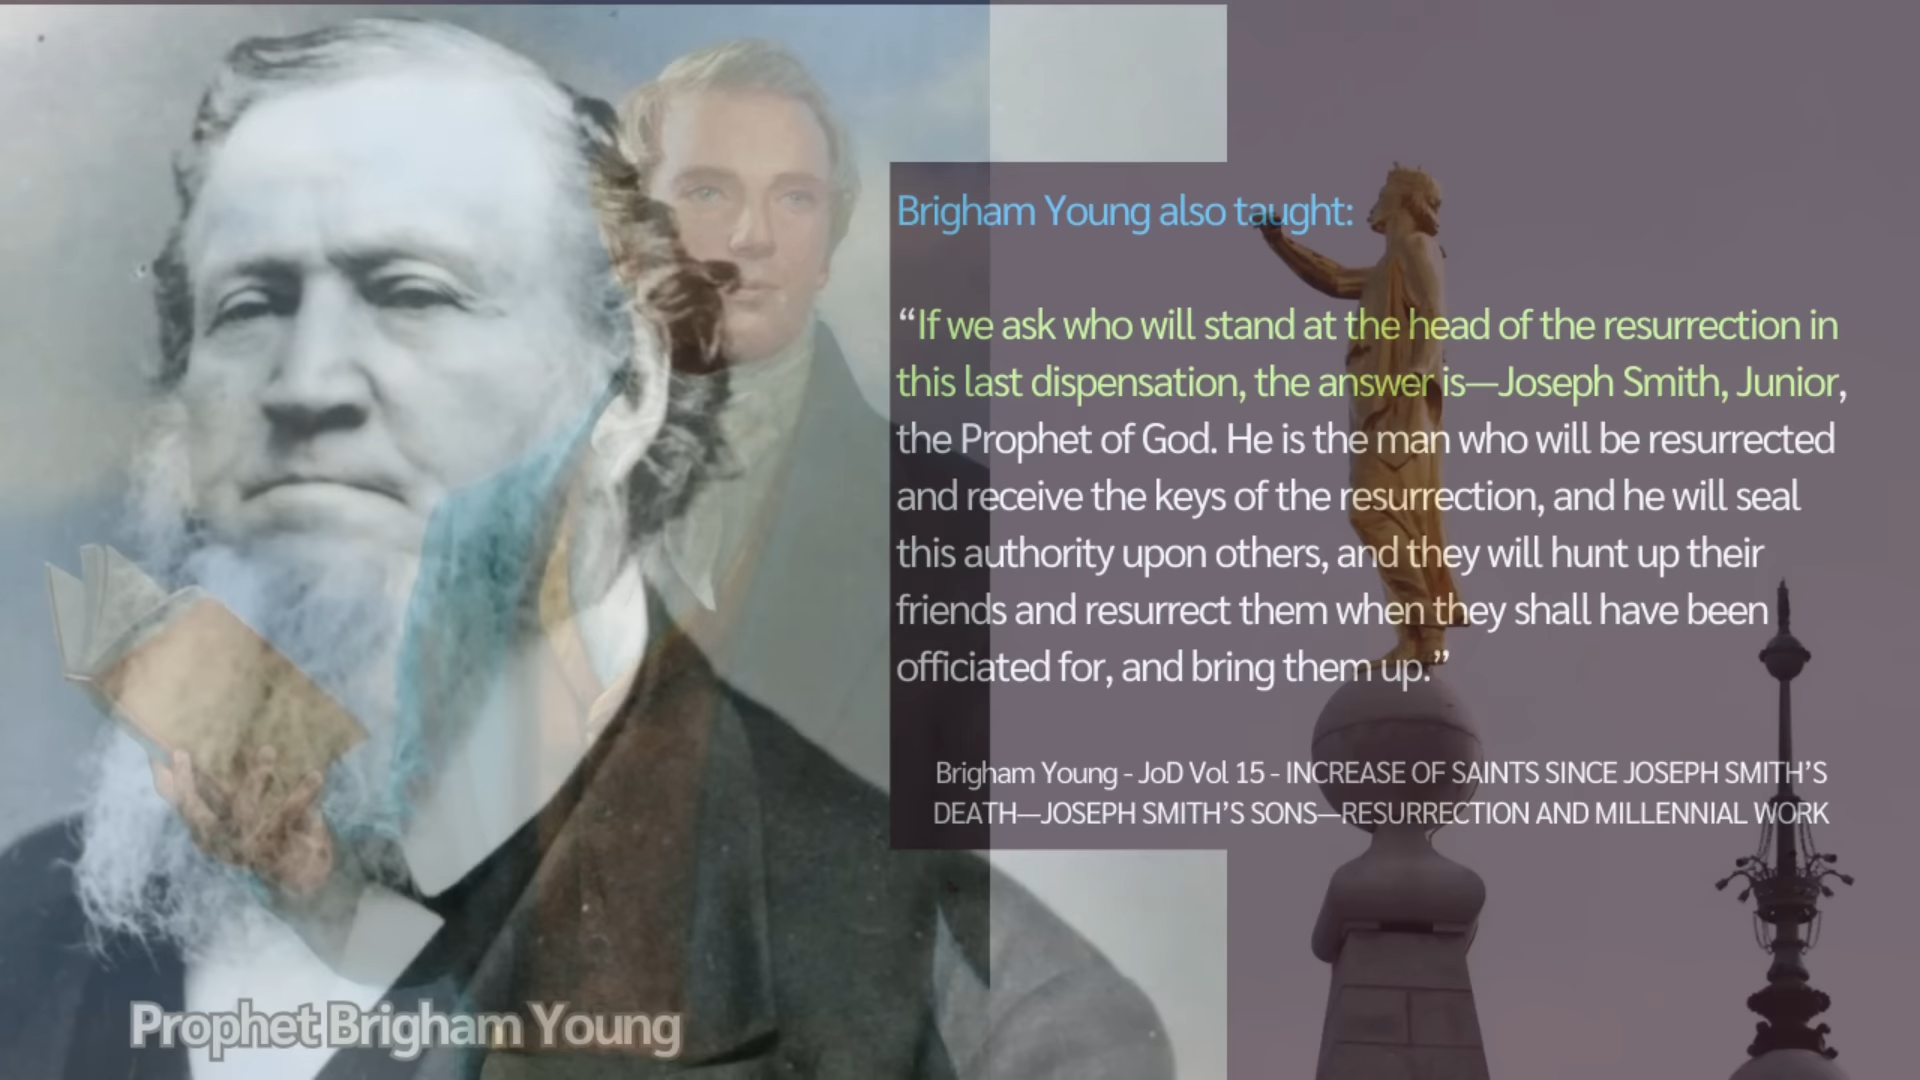 Brigham Young also taught:
“If we ask who will stand at the head of the resurrection in
this last dispensation, the answer is—Joseph Smith, Junior,
the Prophet of God. He is the man who will be resurrected
and receive the keys of the resurrection, and he will seal
this authority upon others, and they will hunt up their
friends and resurrect them when they shall have been
officiated for, and bring them up.”
Brigham Young - JoD Vol 15 - INCREASE OF SAINTS SINCE JOSEPH SMITH’S
DEATH—JOSEPH SMITH’S SONS—RESURRECTION AND MILLENNIAL WORK
Prophet Brigham Young